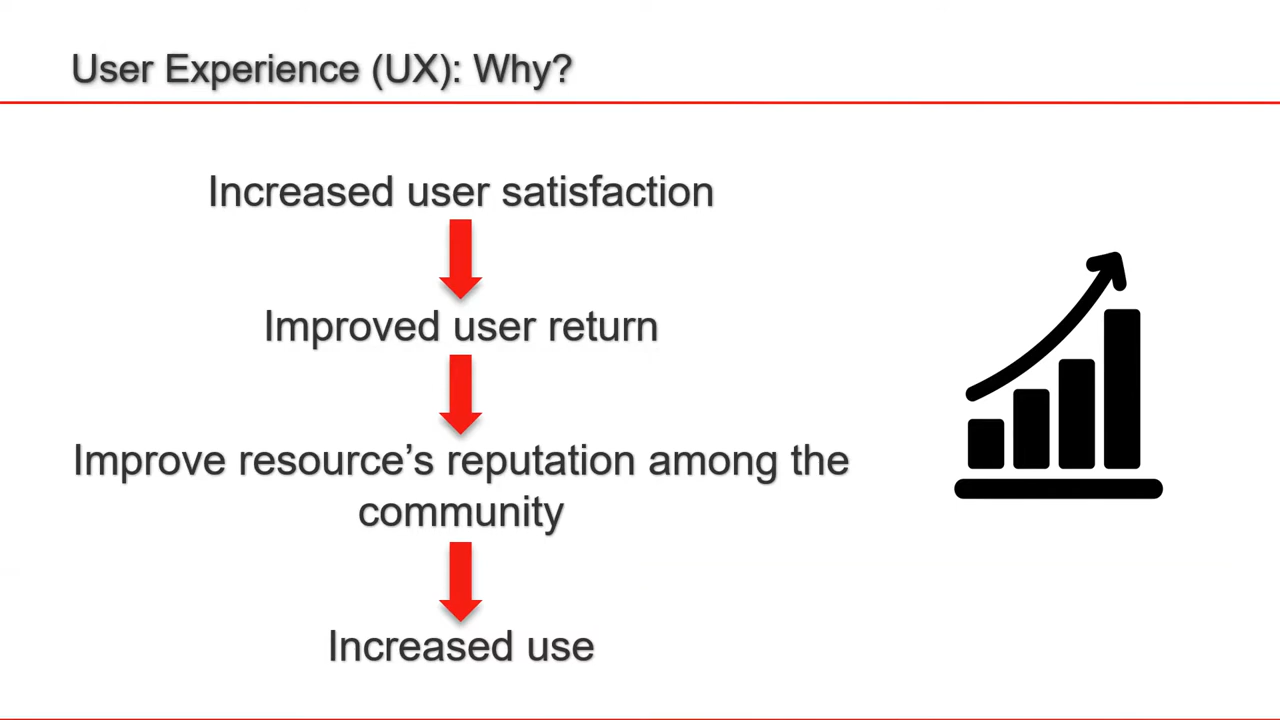 User Experience (UX): Why?
Increased user satisfaction
Improved user return
Improve resource’s reputation among the
community
Increased use